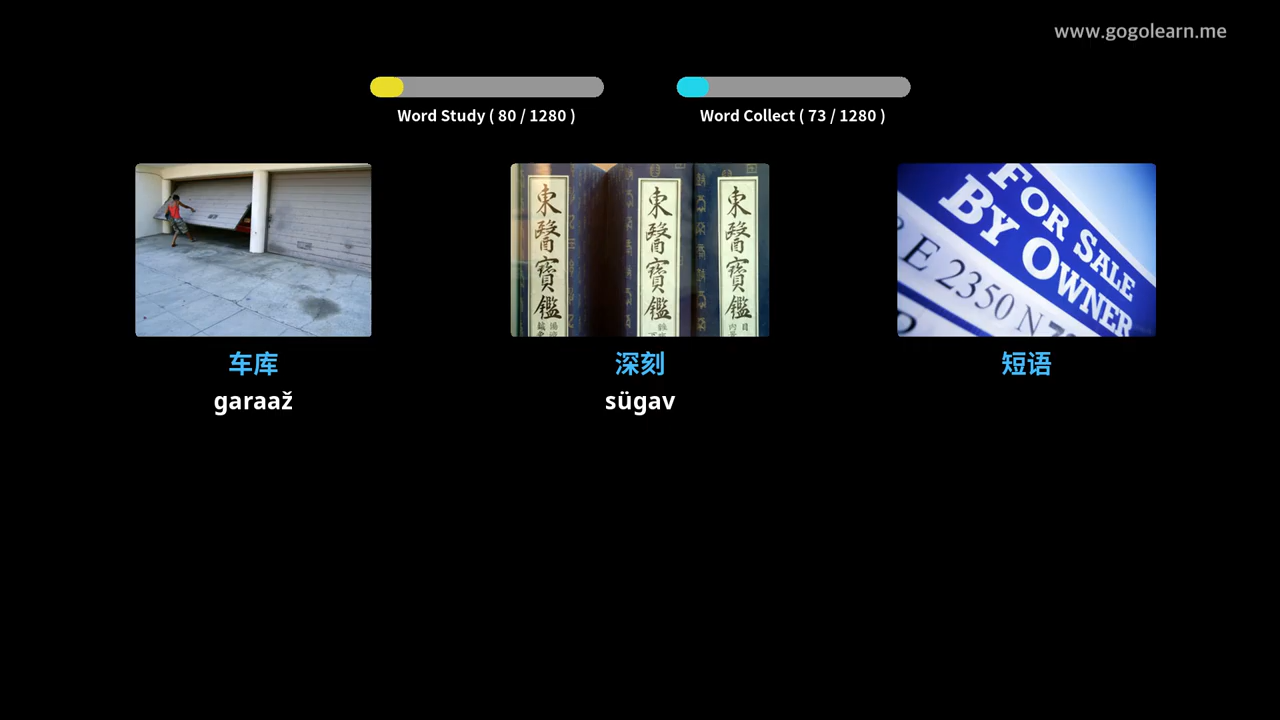 www.gogolearn.me
Word Study ( 80 / 1280 )
Word Collect ( 73 / 1280 )
東醫寶鑑
東醫寶鑑
東醫寶鑑
FOR SALE
BY OWNER
E 2350 N
车库
深刻
短语
garaaž
sügav